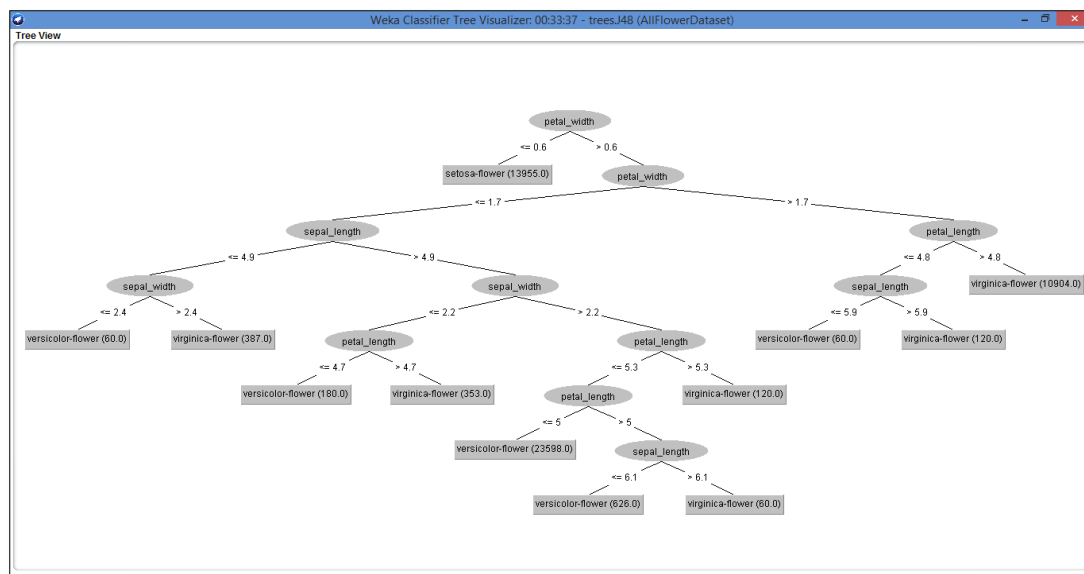 Weka Classifier Tree Visualizer: 00:33:37 - trees.J48 (AllFlowerDataset)
Tree View
petal_width
<= 0.6 > 0.6
setosa-flower (13955.0) petal_width
<= 1.7 > 1.7
sepal_length petal_length
<= 4.9 > 4.9 <= 4.8 > 4.8
sepal_width sepal_width sepal_length virginica-flower (10904.0)
<= 2.4 > 2.4 <= 2.2 > 2.2 <= 5.9 > 5.9
versicolor-flower (60.0) virginica-flower (387.0) petal_length petal_length versicolor-flower (60.0) virginica-flower (120.0)
<= 4.7 > 4.7 <= 5.3 > 5.3
versicolor-flower (180.0) virginica-flower (353.0) petal_length virginica-flower (120.0)
<= 5 > 5
versicolor-flower (23598.0) sepal_length
<= 6.1 > 6.1
versicolor-flower (626.0) virginica-flower (60.0)